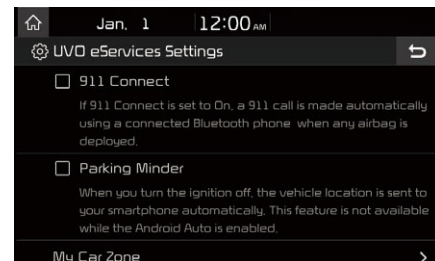 Jan. 1 12:00 AM
UVO eServices Settings
911 Connect
If 911 Connect is set to On, a 911 call is made automatically
using a connected Bluetooth phone when any airbag is
deployed.
Parking Minder
When you turn the ignition off, the vehicle location is sent to
your smartphone automatically. This feature is not available
while the Android Auto is enabled.
My Car Zone